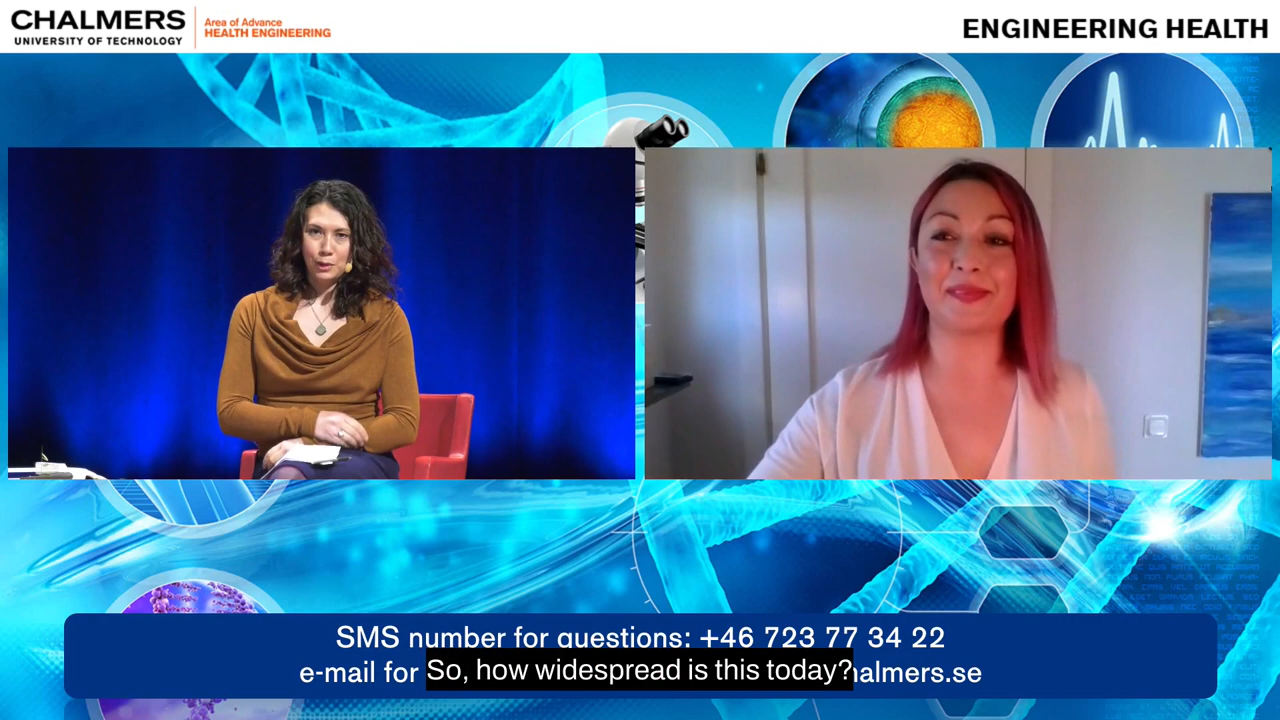 CHALMERS
UNIVERSITY OF TECHNOLOGY
Area of Advance
HEALTH ENGINEERING
ENGINEERING HEALTH
SMS number for questions: +46 723 77 34 22
e-mail for
So, how widespread is this today?
halmers.se